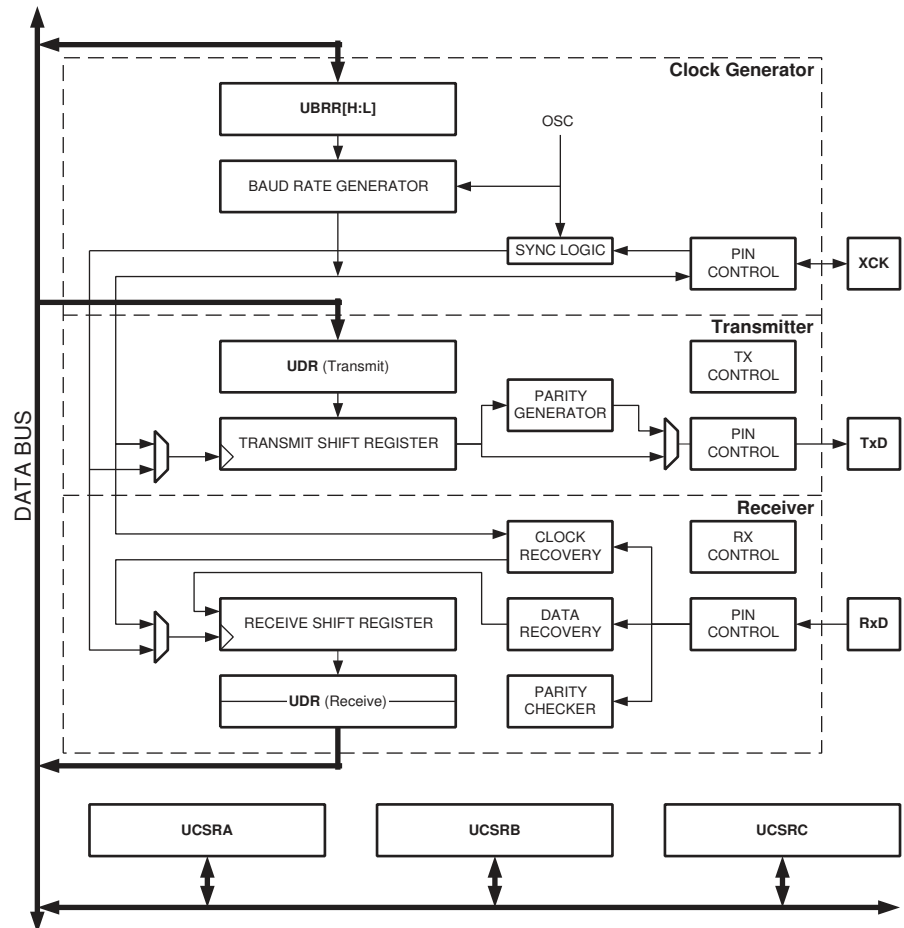 Clock Generator
UBRR[H:L]
OSC
BAUD RATE GENERATOR
SYNC LOGIC
PIN
CONTROL
XCK
Transmitter
UDR (Transmit)
TX
CONTROL
PARITY
GENERATOR
TRANSMIT SHIFT REGISTER
PIN
CONTROL
TxD
DATA BUS
Receiver
CLOCK
RECOVERY
RX
CONTROL
RECEIVE SHIFT REGISTER
DATA
RECOVERY
PIN
CONTROL
RxD
UDR (Receive)
PARITY
CHECKER
UCSRA
UCSRB
UCSRC